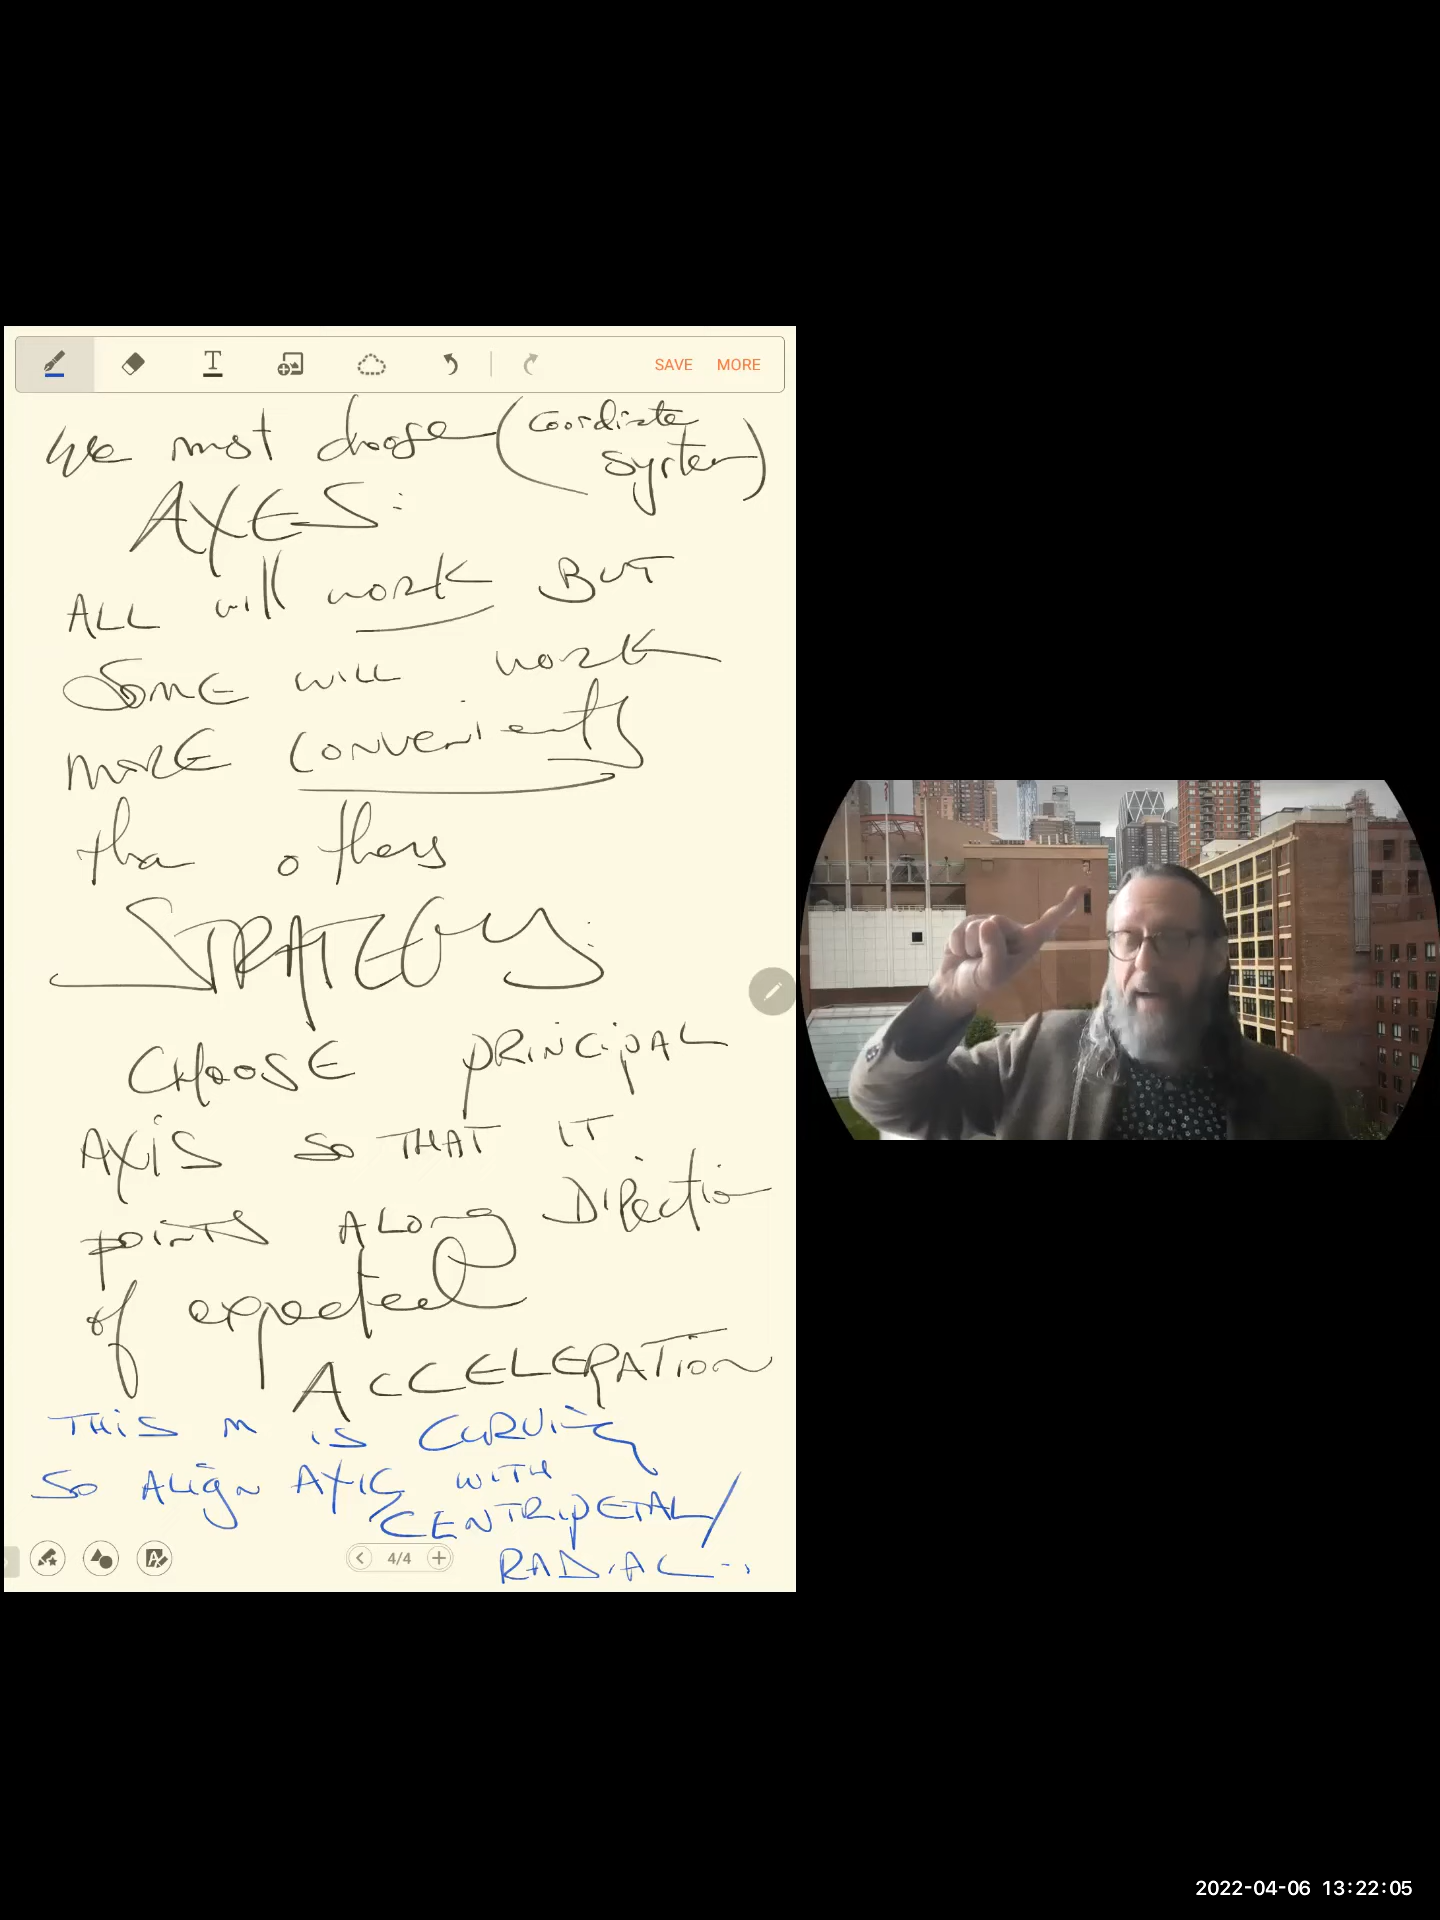 T
SAVE MORE
we must choose (coordinate
system)
AXES:
ALL will work BUT
SOME will work
MORE conveniently
than others
STRATEGY:
CHOOSE PRINCIPAL
AXIS SO THAT IT
POINTS ALONG Direction
of expected
ACCELERATION
THIS M is CURVING
SO Align AXIS WITH
CENTRIPETAL/
RADIAL
4/4
2022-04-06 13:22:05